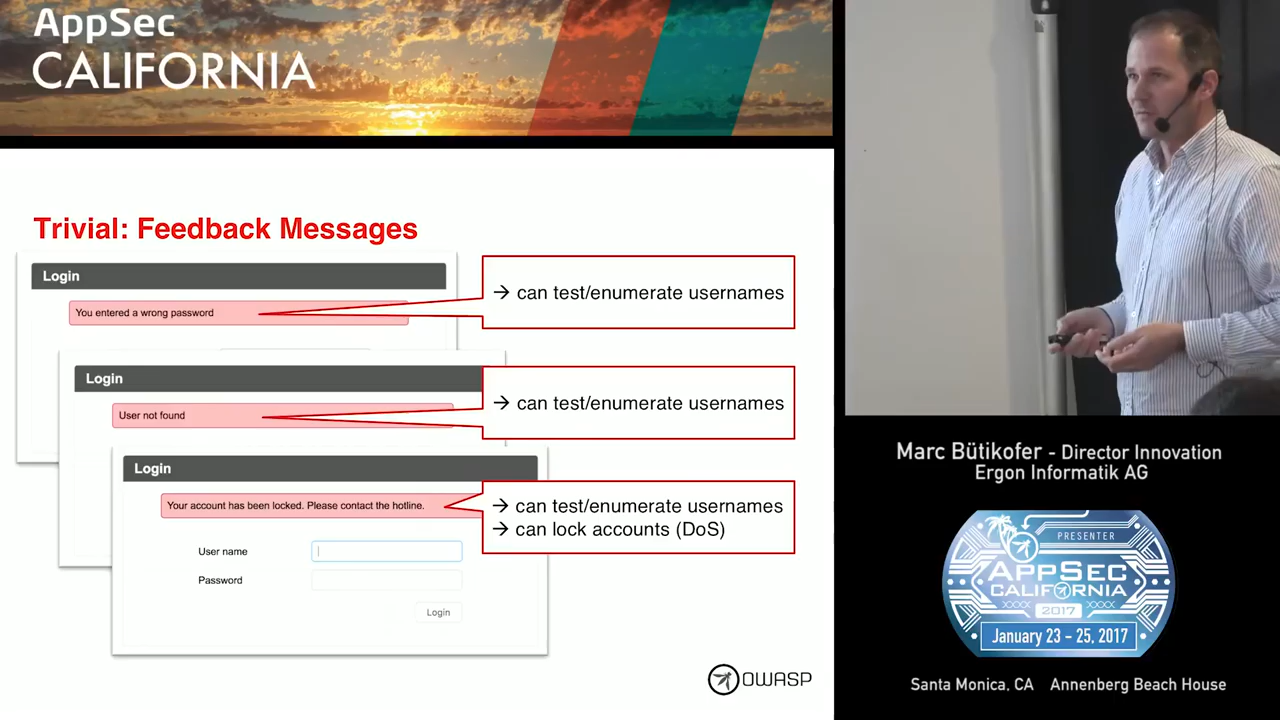 AppSec
CALIFORNIA
Trivial: Feedback Messages
Login
You entered a wrong password
→ can test/enumerate usernames
Login
User not found
→ can test/enumerate usernames
Login
Your account has been locked. Please contact the hotline.
→ can test/enumerate usernames
→ can lock accounts (DoS)
User name
Password
Login
OWASP
Marc Bütikofer - Director Innovation
Ergon Informatik AG
PRESENTER
APPSEC
CALIFORNIA
2017
January 23 - 25, 2017
Santa Monica, CA Annenberg Beach House